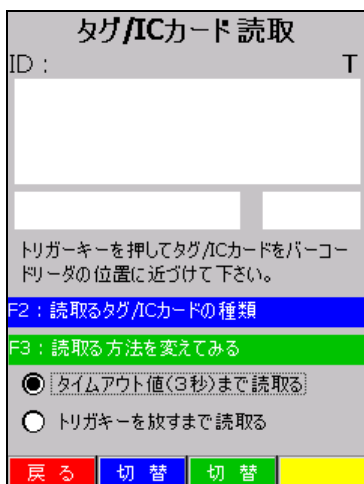 タグ/ICカード読取
ID： T
トリガーキーを押してタグ/ICカードをバーコー
ドリーダの位置に近づけて下さい。
F2：読取るタグ/ICカードの種類
F3：読取る方法を変えてみる
タイムアウト値(3秒)まで読取る
トリガキーを放すまで読取る
戻る 切替 切替